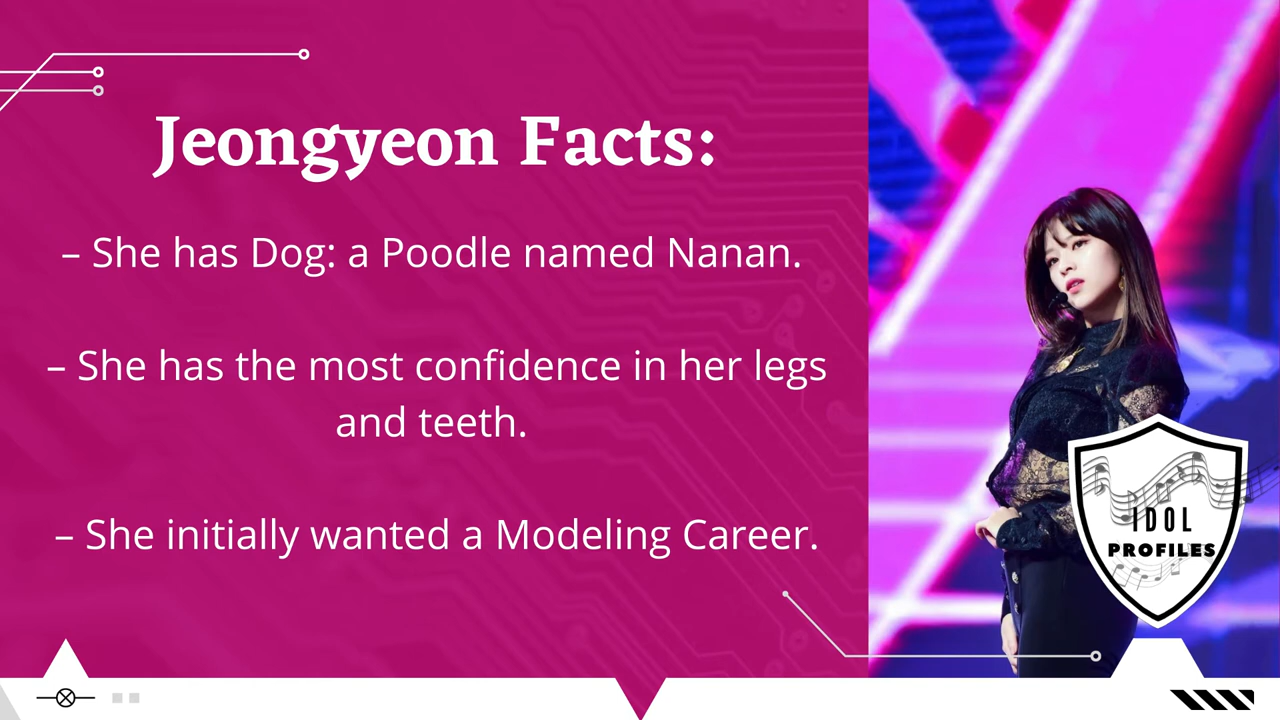 Jeongyeon Facts:
– She has Dog: a Poodle named Nanan.
– She has the most confidence in her legs
and teeth.
– She initially wanted a Modeling Career.
IDOL
PROFILES